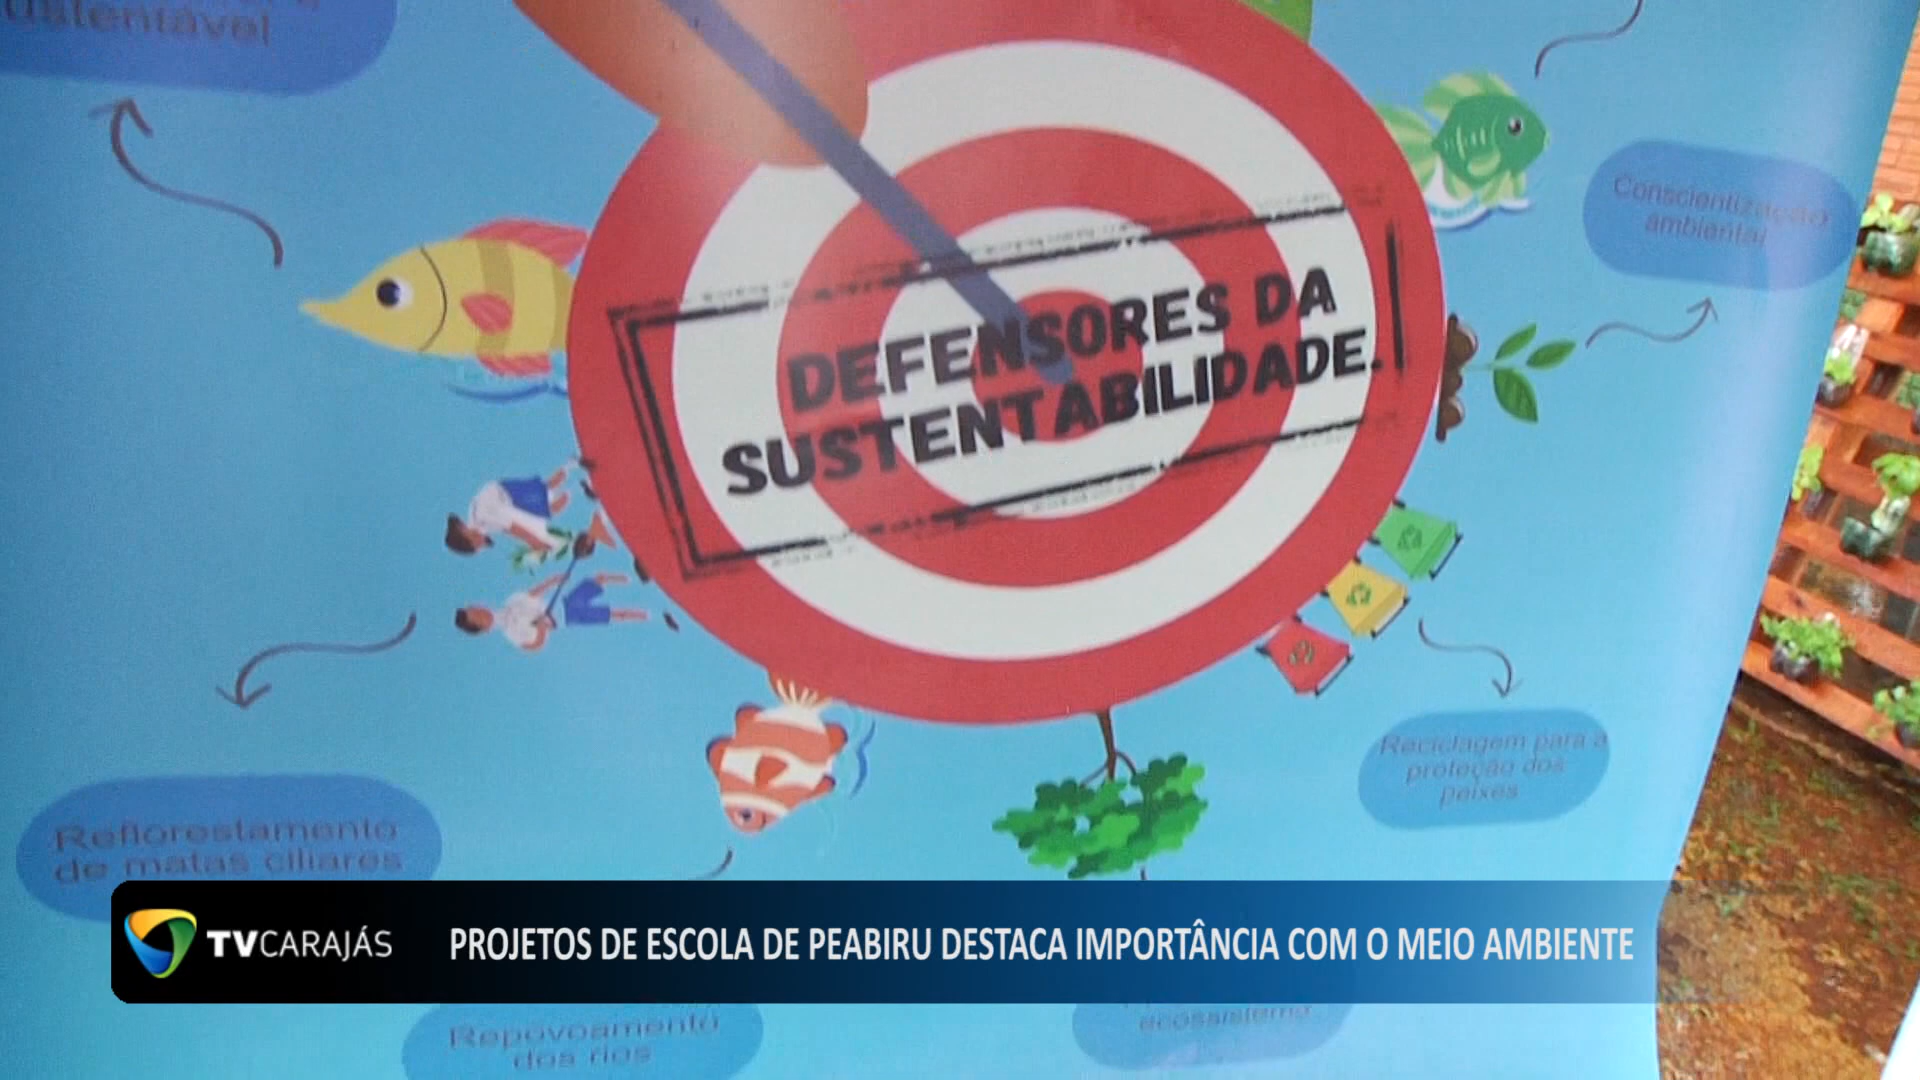 sustentável
Conscientização
ambiental
DEFENSORES DA
SUSTENTABILIDADE.
Reciclagem para a
proteção dos
peixes
Reflorestamento
de matas ciliares
TVCARAJÁS
PROJETOS DE ESCOLA DE PEABIRU DESTACA IMPORTÂNCIA COM O MEIO AMBIENTE
Repovoamento
dos rios
ecossistema